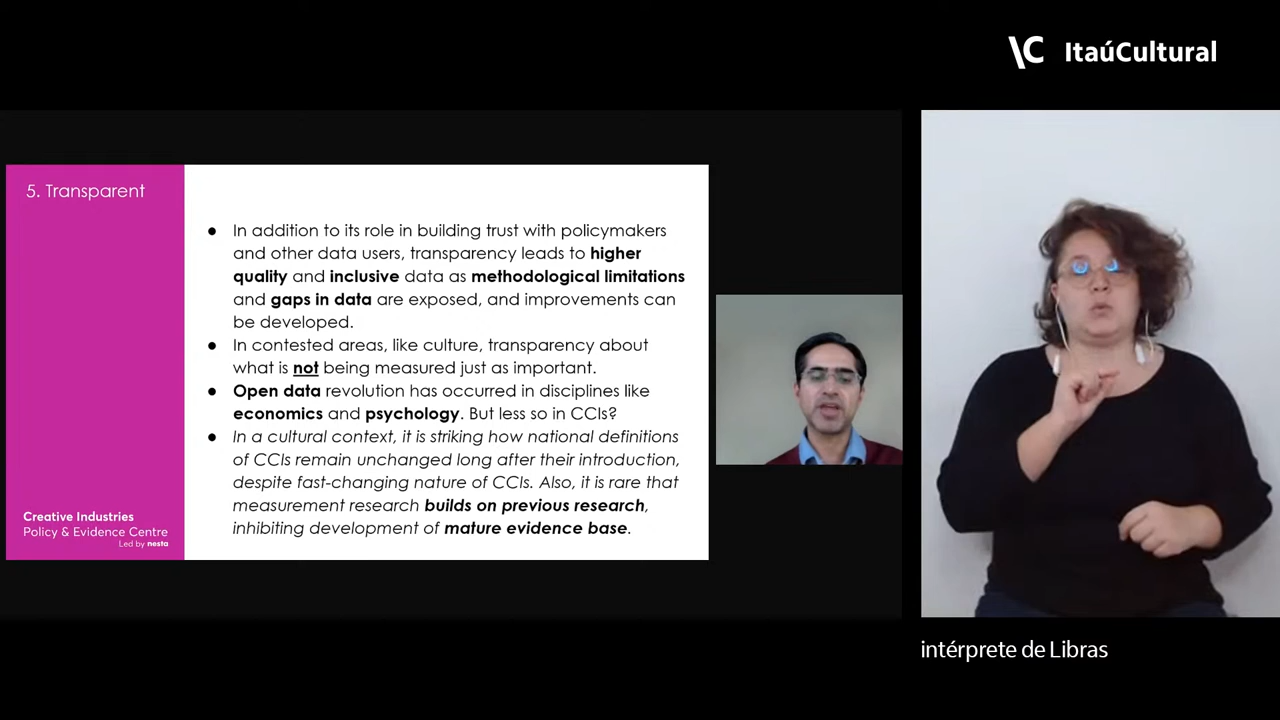 \C ItaúCultural
5. Transparent
● In addition to its role in building trust with policymakers
and other data users, transparency leads to higher
quality and inclusive data as methodological limitations
and gaps in data are exposed, and improvements can
be developed.
● In contested areas, like culture, transparency about
what is not being measured just as important.
● Open data revolution has occurred in disciplines like
economics and psychology. But less so in CCIs?
● In a cultural context, it is striking how national definitions
of CCIs remain unchanged long after their introduction,
despite fast-changing nature of CCIs. Also, it is rare that
measurement research builds on previous research,
inhibiting development of mature evidence base.
Creative Industries
Policy & Evidence Centre
Led by nesta
intérprete de Libras